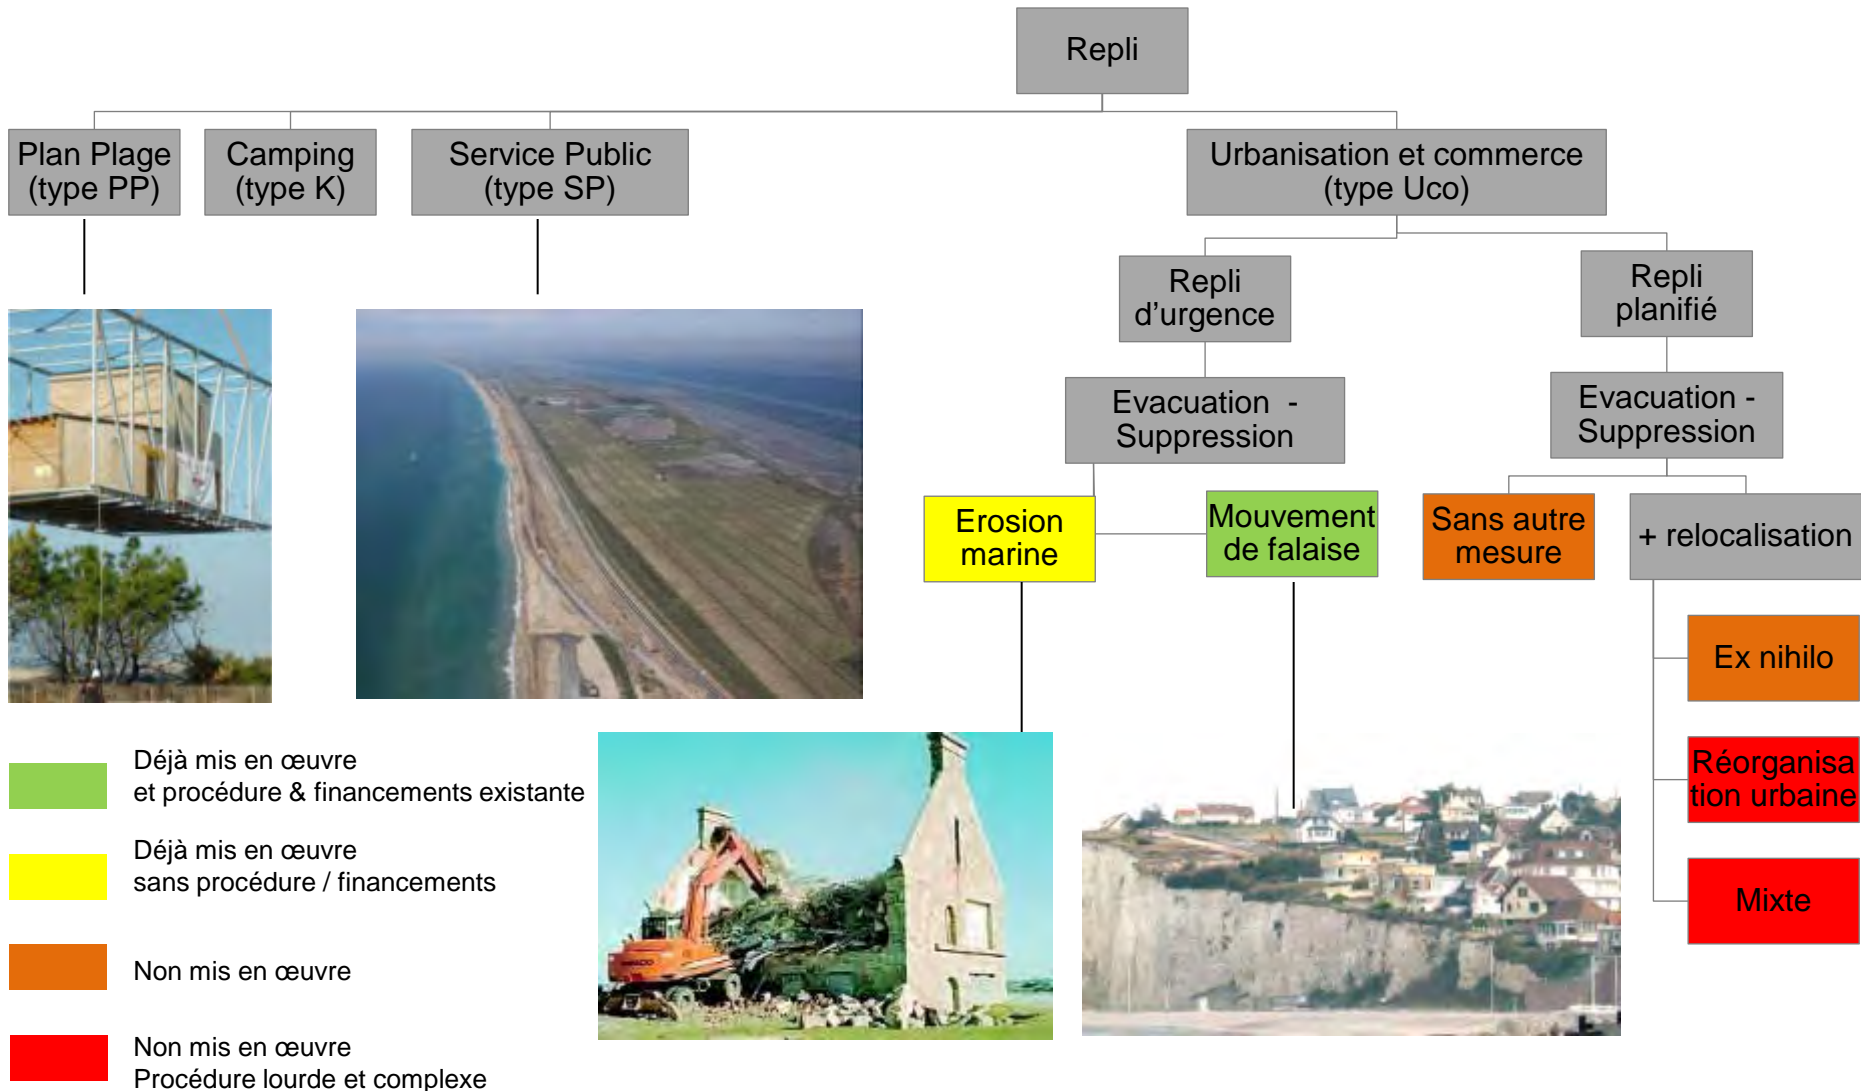 Repli
Plan Plage
(type PP)
Camping
(type K)
Service Public
(type SP)
Urbanisation et commerce
(type Uco)
Repli
d’urgence
Repli
planifié
Evacuation -
Suppression
Evacuation -
Suppression
Erosion
marine
Mouvement
de falaise
Sans autre
mesure
+ relocalisation
Ex nihilo
Réorganisa
tion urbaine
Mixte
Déjà mis en œuvre
et procédure & financements existante
Déjà mis en œuvre
sans procédure / financements
Non mis en œuvre
Non mis en œuvre
Procédure lourde et complexe